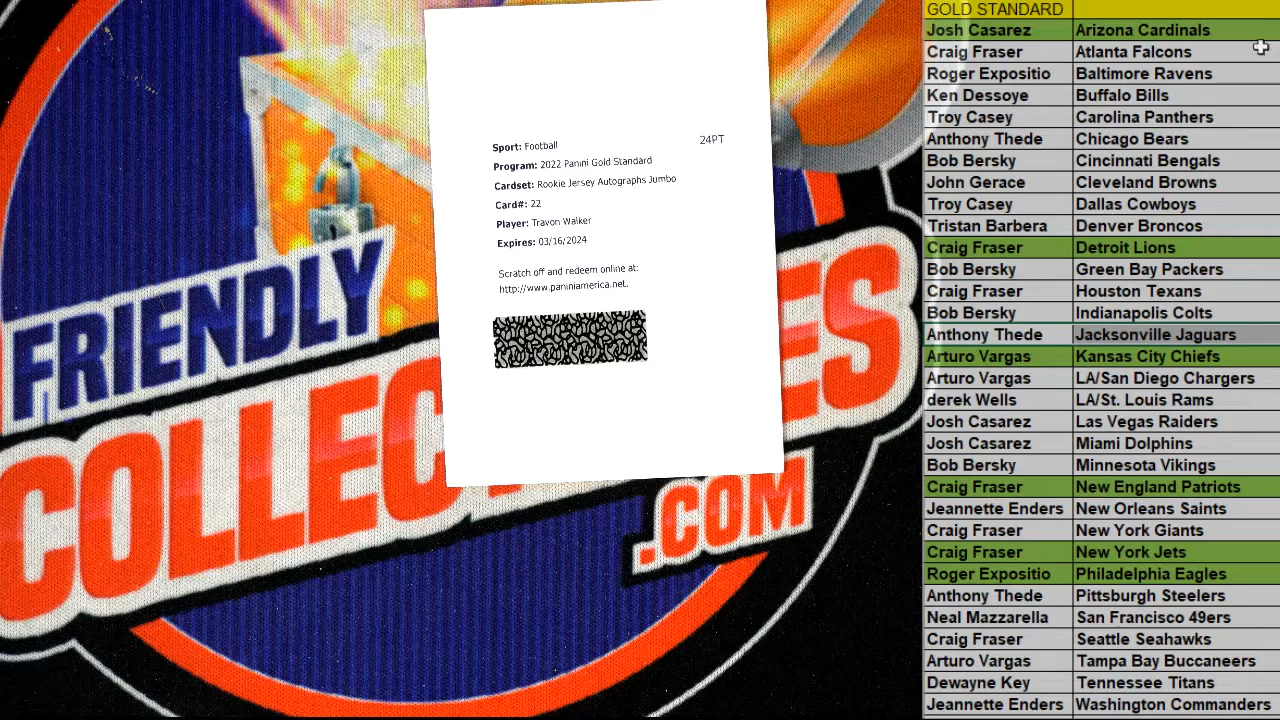 Sport: Football
24PT
Program: 2022 Panini Gold Standard
Cardset: Rookie Jersey Autographs Jumbo
Card#: 22
Player: Travon Walker
Expires: 03/16/2024
Scratch off and redeem online at:
http://www.paniniamerica.net.
FRIENDLY
COLLEC ES
.COM
GOLD STANDARD
Josh Casarez Arizona Cardinals
Craig Fraser Atlanta Falcons
Roger Expositio Baltimore Ravens
Ken Dessoye Buffalo Bills
Troy Casey Carolina Panthers
Anthony Thede Chicago Bears
Bob Bersky Cincinnati Bengals
John Gerace Cleveland Browns
Troy Casey Dallas Cowboys
Tristan Barbera Denver Broncos
Craig Fraser Detroit Lions
Bob Bersky Green Bay Packers
Craig Fraser Houston Texans
Bob Bersky Indianapolis Colts
Anthony Thede Jacksonville Jaguars
Arturo Vargas Kansas City Chiefs
Arturo Vargas LA/San Diego Chargers
derek Wells LA/St. Louis Rams
Josh Casarez Las Vegas Raiders
Josh Casarez Miami Dolphins
Bob Bersky Minnesota Vikings
Craig Fraser New England Patriots
Jeannette Enders New Orleans Saints
Craig Fraser New York Giants
Craig Fraser New York Jets
Roger Expositio Philadelphia Eagles
Anthony Thede Pittsburgh Steelers
Neal Mazzarella San Francisco 49ers
Craig Fraser Seattle Seahawks
Arturo Vargas Tampa Bay Buccaneers
Dewayne Key Tennessee Titans
Jeannette Enders Washington Commanders